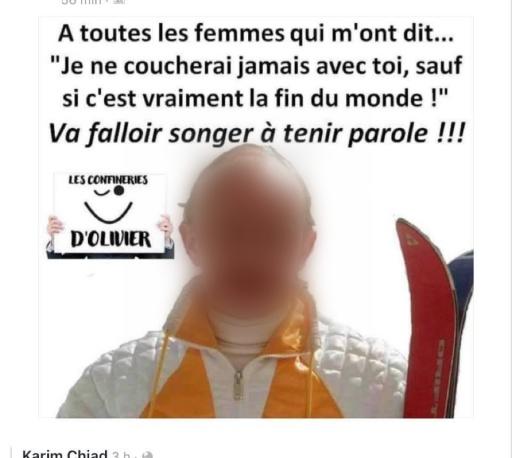 A toutes les femmes qui m'ont dit...
"Je ne coucherai jamais avec toi, sauf
si c'est vraiment la fin du monde !"
Va falloir songer à tenir parole !!!
LES CONFINERIES
D'OLIVIER
Karim Chiad 3 h